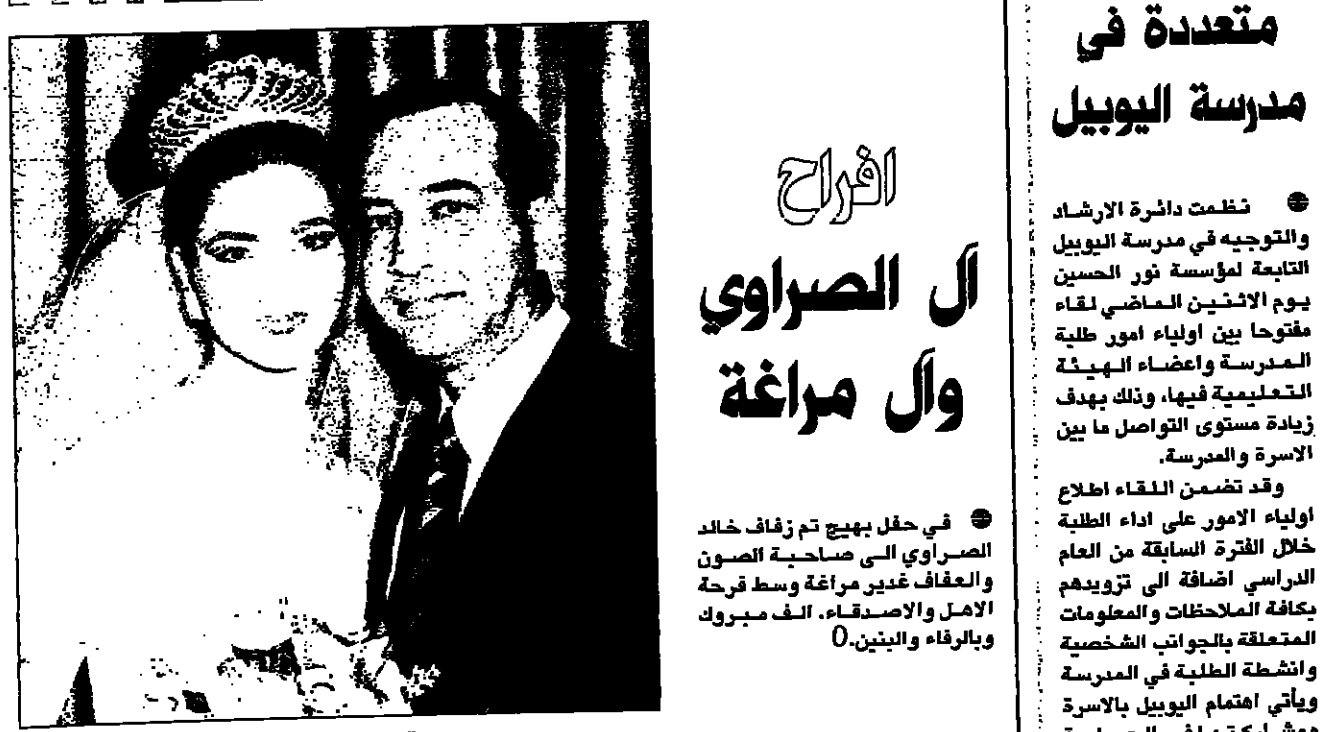 متعددة في
مدرسة اليوبيل
نظمت دائرة الارشاد
والتوجيه في مدرسة اليوبيل
التابعة لمؤسسة نور الحسين
يوم الاثنين الماضي لقاء
مفتوحا بين اولياء امور طلبة
المدرسة واعضاء الهيئة
التعليمية فيها، وذلك بهدف
زيادة مستوى التواصل ما بين
الاسرة والمدرسة.
وقد تضمن اللقاء اطلاع
اولياء الامور على اداء الطلبة
خلال الفترة السابقة من العام
الدراسي اضافة الى تزويدهم
بكافة الملاحظات والمعلومات
المتعلقة بالجوانب الشخصية
وانشطة الطلبة في المدرسة
ويأتي اهتمام اليوبيل بالاسرة
افراح
آل الصراوي
وآل مراغة
في حفل بهيج تم زفاف خالد
الصراوي الى صاحبة الصون
والعفاف غدير مراغة وسط فرحة
الاهل والاصدقاء. الف مبروك
وبالرفاء والبنين.0